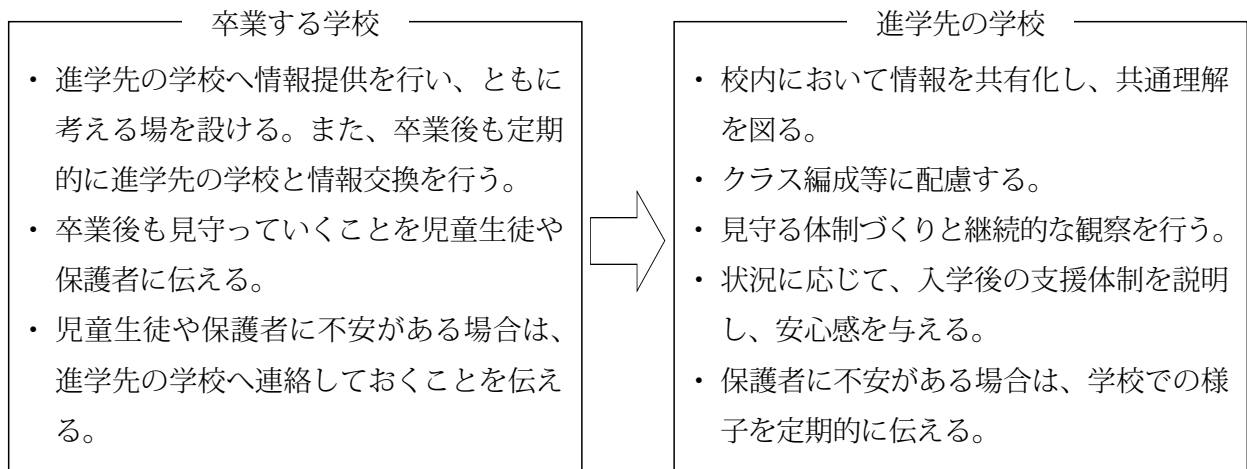 卒業する学校
・ 進学先の学校へ情報提供を行い、ともに
考える場を設ける。また、卒業後も定期
的に進学先の学校と情報交換を行う。
・ 卒業後も見守っていくことを児童生徒や
保護者に伝える。
・ 児童生徒や保護者に不安がある場合は、
進学先の学校へ連絡しておくことを伝え
る。
進学先の学校
・ 校内において情報を共有化し、共通理解
を図る。
・ クラス編成等に配慮する。
・ 見守る体制づくりと継続的な観察を行う。
・ 状況に応じて、入学後の支援体制を説明
し、安心感を与える。
・ 保護者に不安がある場合は、学校での様
子を定期的に伝える。